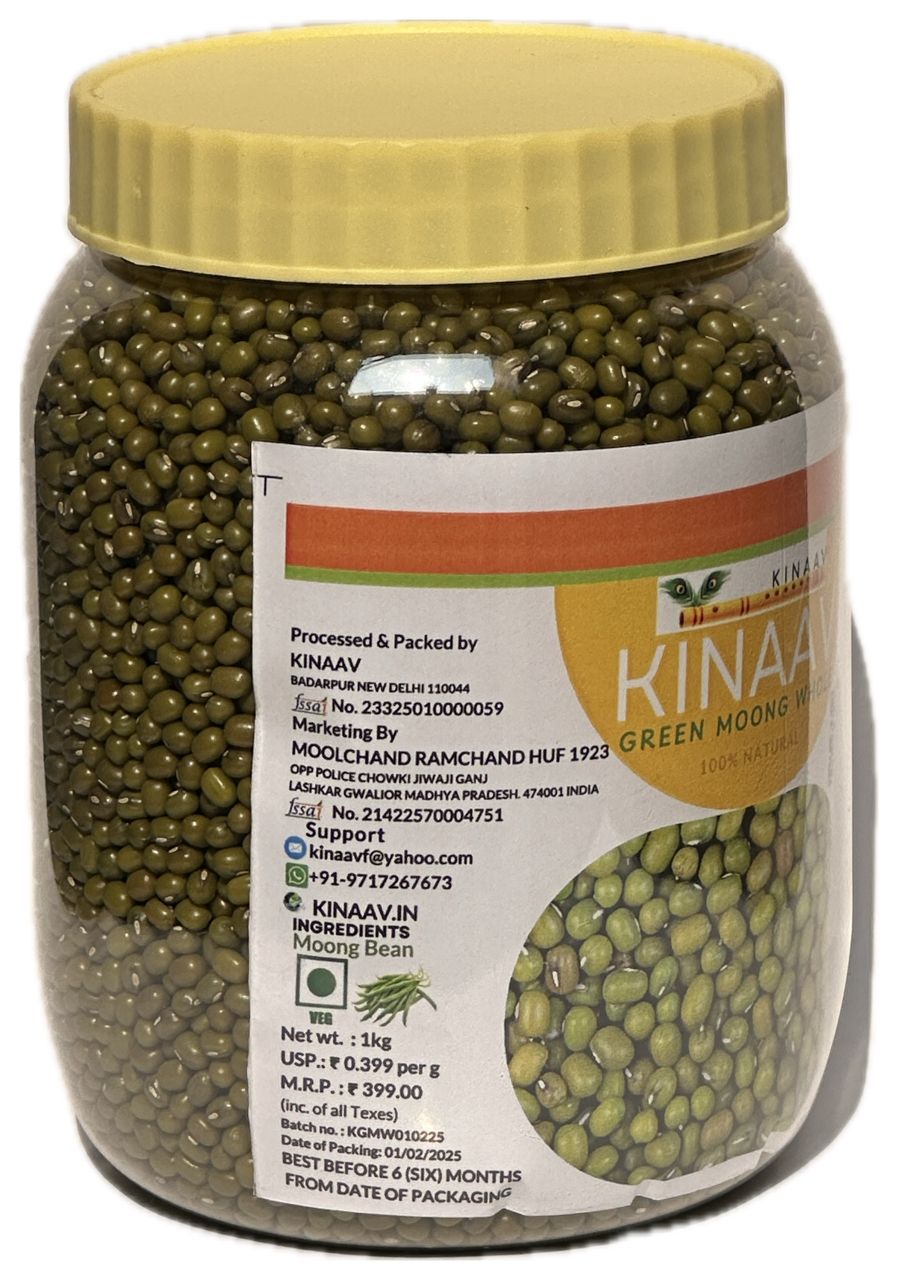 T
Processed & Packed by
KINAAV
BADARPUR NEW DELHI 110044
fssai No. 23325010000059
Marketing By
MOOLCHAND RAMCHAND HUF 1923
OPP POLICE CHOWKI JIWAJI GANJ
LASHKAR GWALIOR MADHYA PRADESH. 474001 INDIA
fssai No. 21422570004751
Support
kinaavf@yahoo.com
+91-9717267673
KINAAV.IN
INGREDIENTS
Moong Bean
VEG
Net wt. : 1kg
USP.: ₹ 0.399 per g
M.R.P. : ₹ 399.00
(inc. of all Texes)
Batch no. : KGMW010225
Date of Packing: 01/02/2025
BEST BEFORE 6 (SIX) MONTHS
FROM DATE OF PACKAGING
KINAAV
KINAAV
GREEN MOONG
100% NATURAL